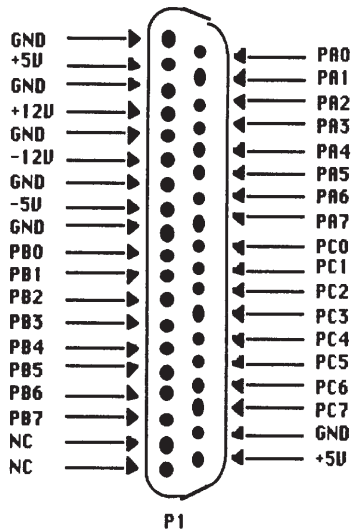 GND
+5V
GND
+12V
GND
-12V
GND
-5V
GND
PB0
PB1
PB2
PB3
PB4
PB5
PB6
PB7
NC
NC
PA0
PA1
PA2
PA3
PA4
PA5
PA6
PA7
PC0
PC1
PC2
PC3
PC4
PC5
PC6
PC7
GND
+5V
P1